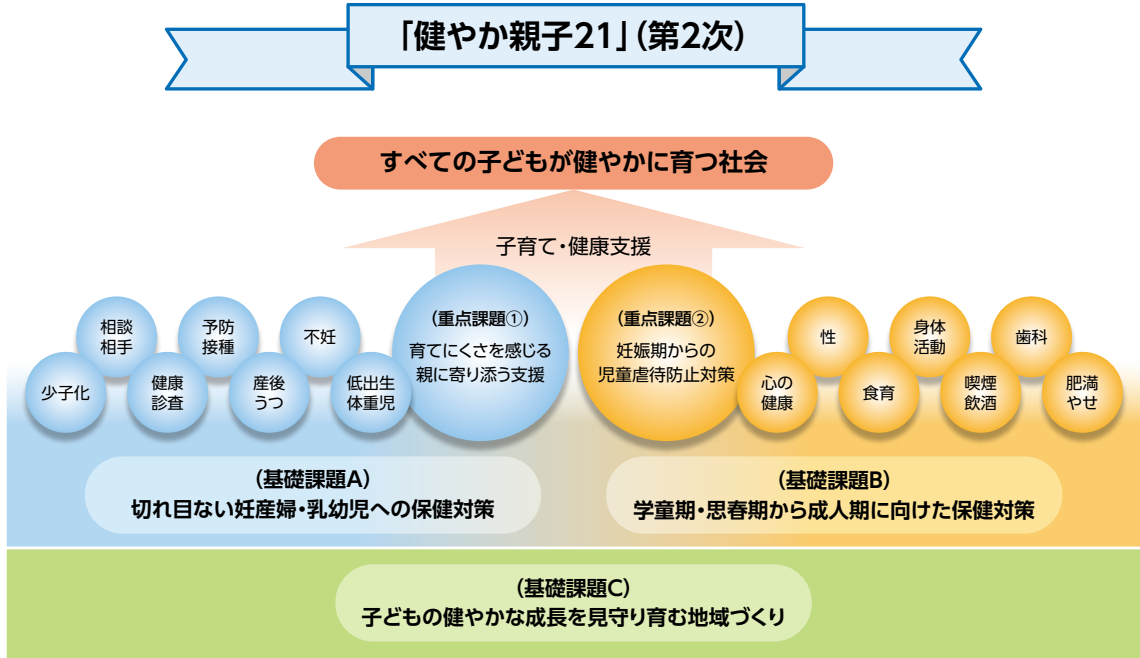 「健やか親子21」（第2次）
すべての子どもが健やかに育つ社会
子育て・健康支援
（重点課題①）
育てにくさを感じる
親に寄り添う支援
（重点課題②）
妊娠期からの
児童虐待防止対策
少子化
相談
相手
健康
診査
予防
接種
産後
うつ
不妊
低出生
体重児
心の
健康
性
食育
身体
活動
喫煙
飲酒
歯科
肥満
やせ
（基礎課題A）
切れ目ない妊産婦・乳幼児への保健対策
（基礎課題B）
学童期・思春期から成人期に向けた保健対策
（基礎課題C）
子どもの健やかな成長を見守り育む地域づくり